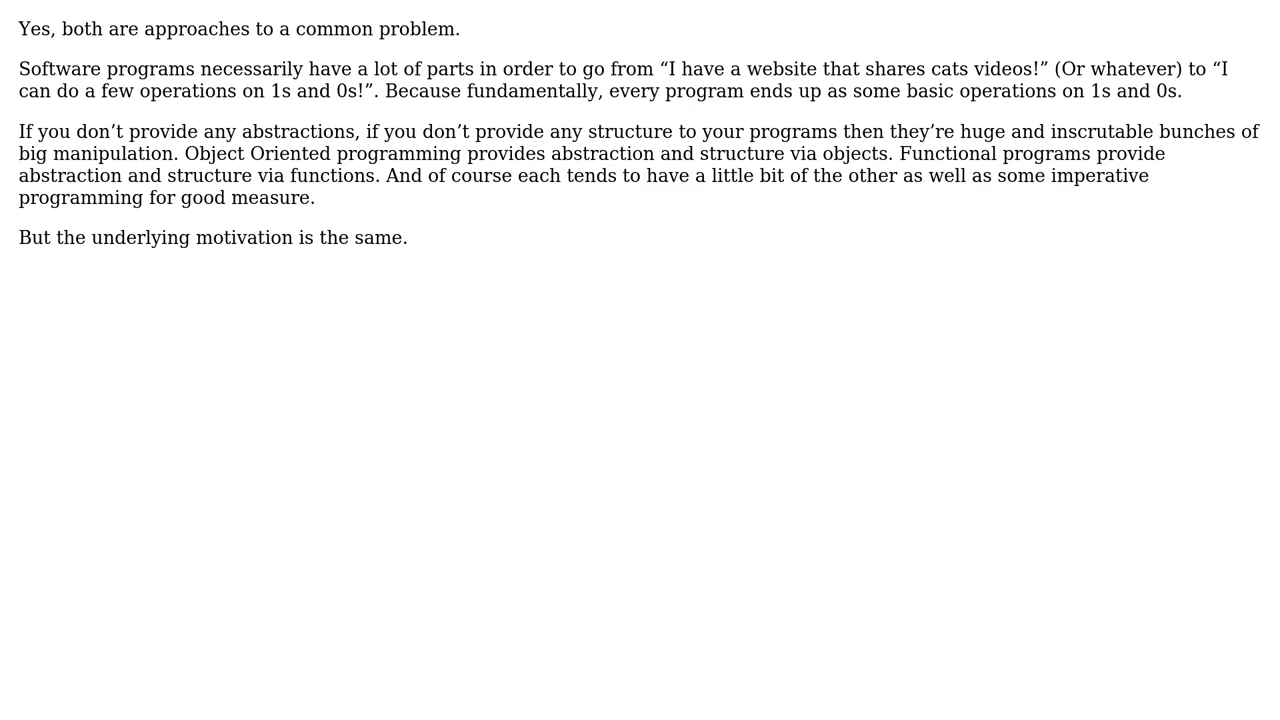 Yes, both are approaches to a common problem.
Software programs necessarily have a lot of parts in order to go from “I have a website that shares cats videos!” (Or whatever) to “I
can do a few operations on 1s and 0s!”. Because fundamentally, every program ends up as some basic operations on 1s and 0s.
If you don’t provide any abstractions, if you don’t provide any structure to your programs then they’re huge and inscrutable bunches of
big manipulation. Object Oriented programming provides abstraction and structure via objects. Functional programs provide
abstraction and structure via functions. And of course each tends to have a little bit of the other as well as some imperative
programming for good measure.
But the underlying motivation is the same.